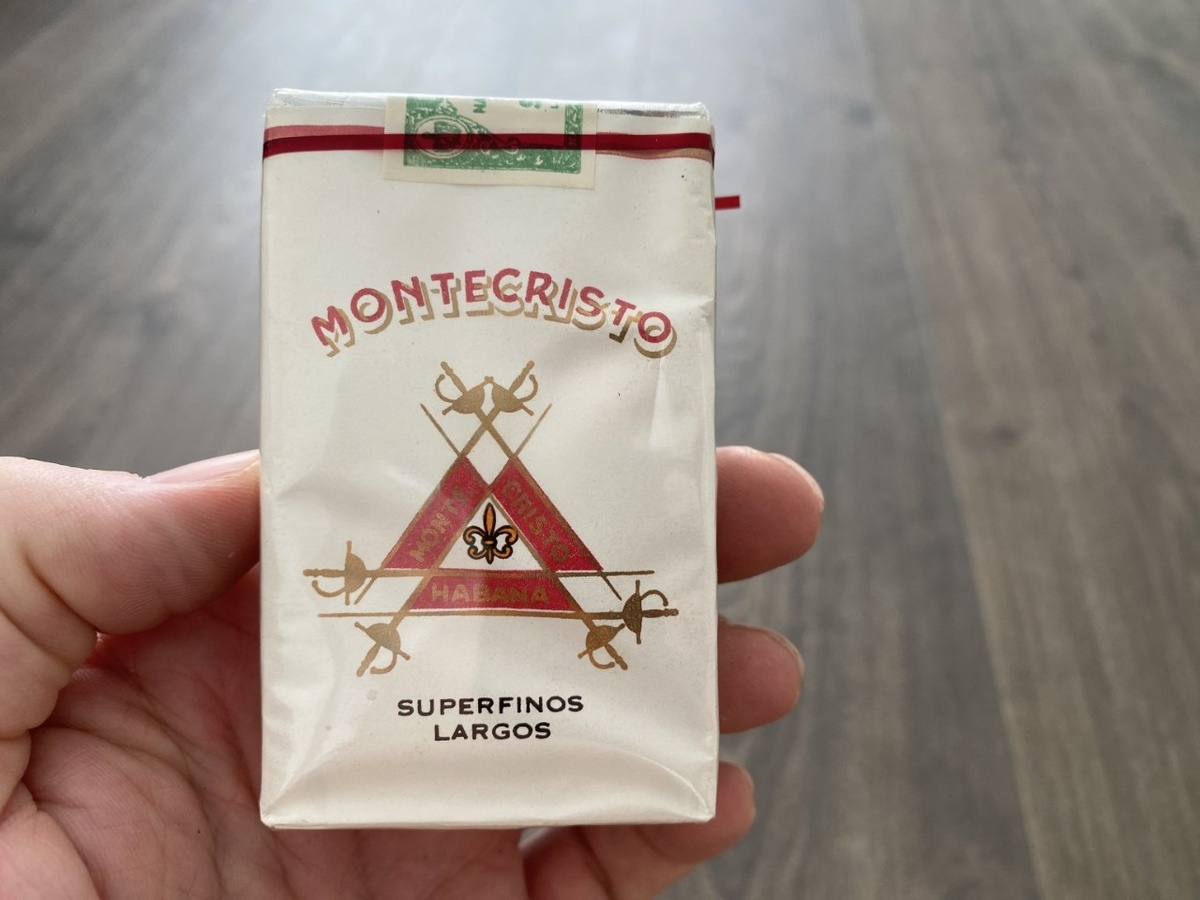 MONTECRISTO
MONTE
CRISTO
HABANA
SUPERFINOS
LARGOS